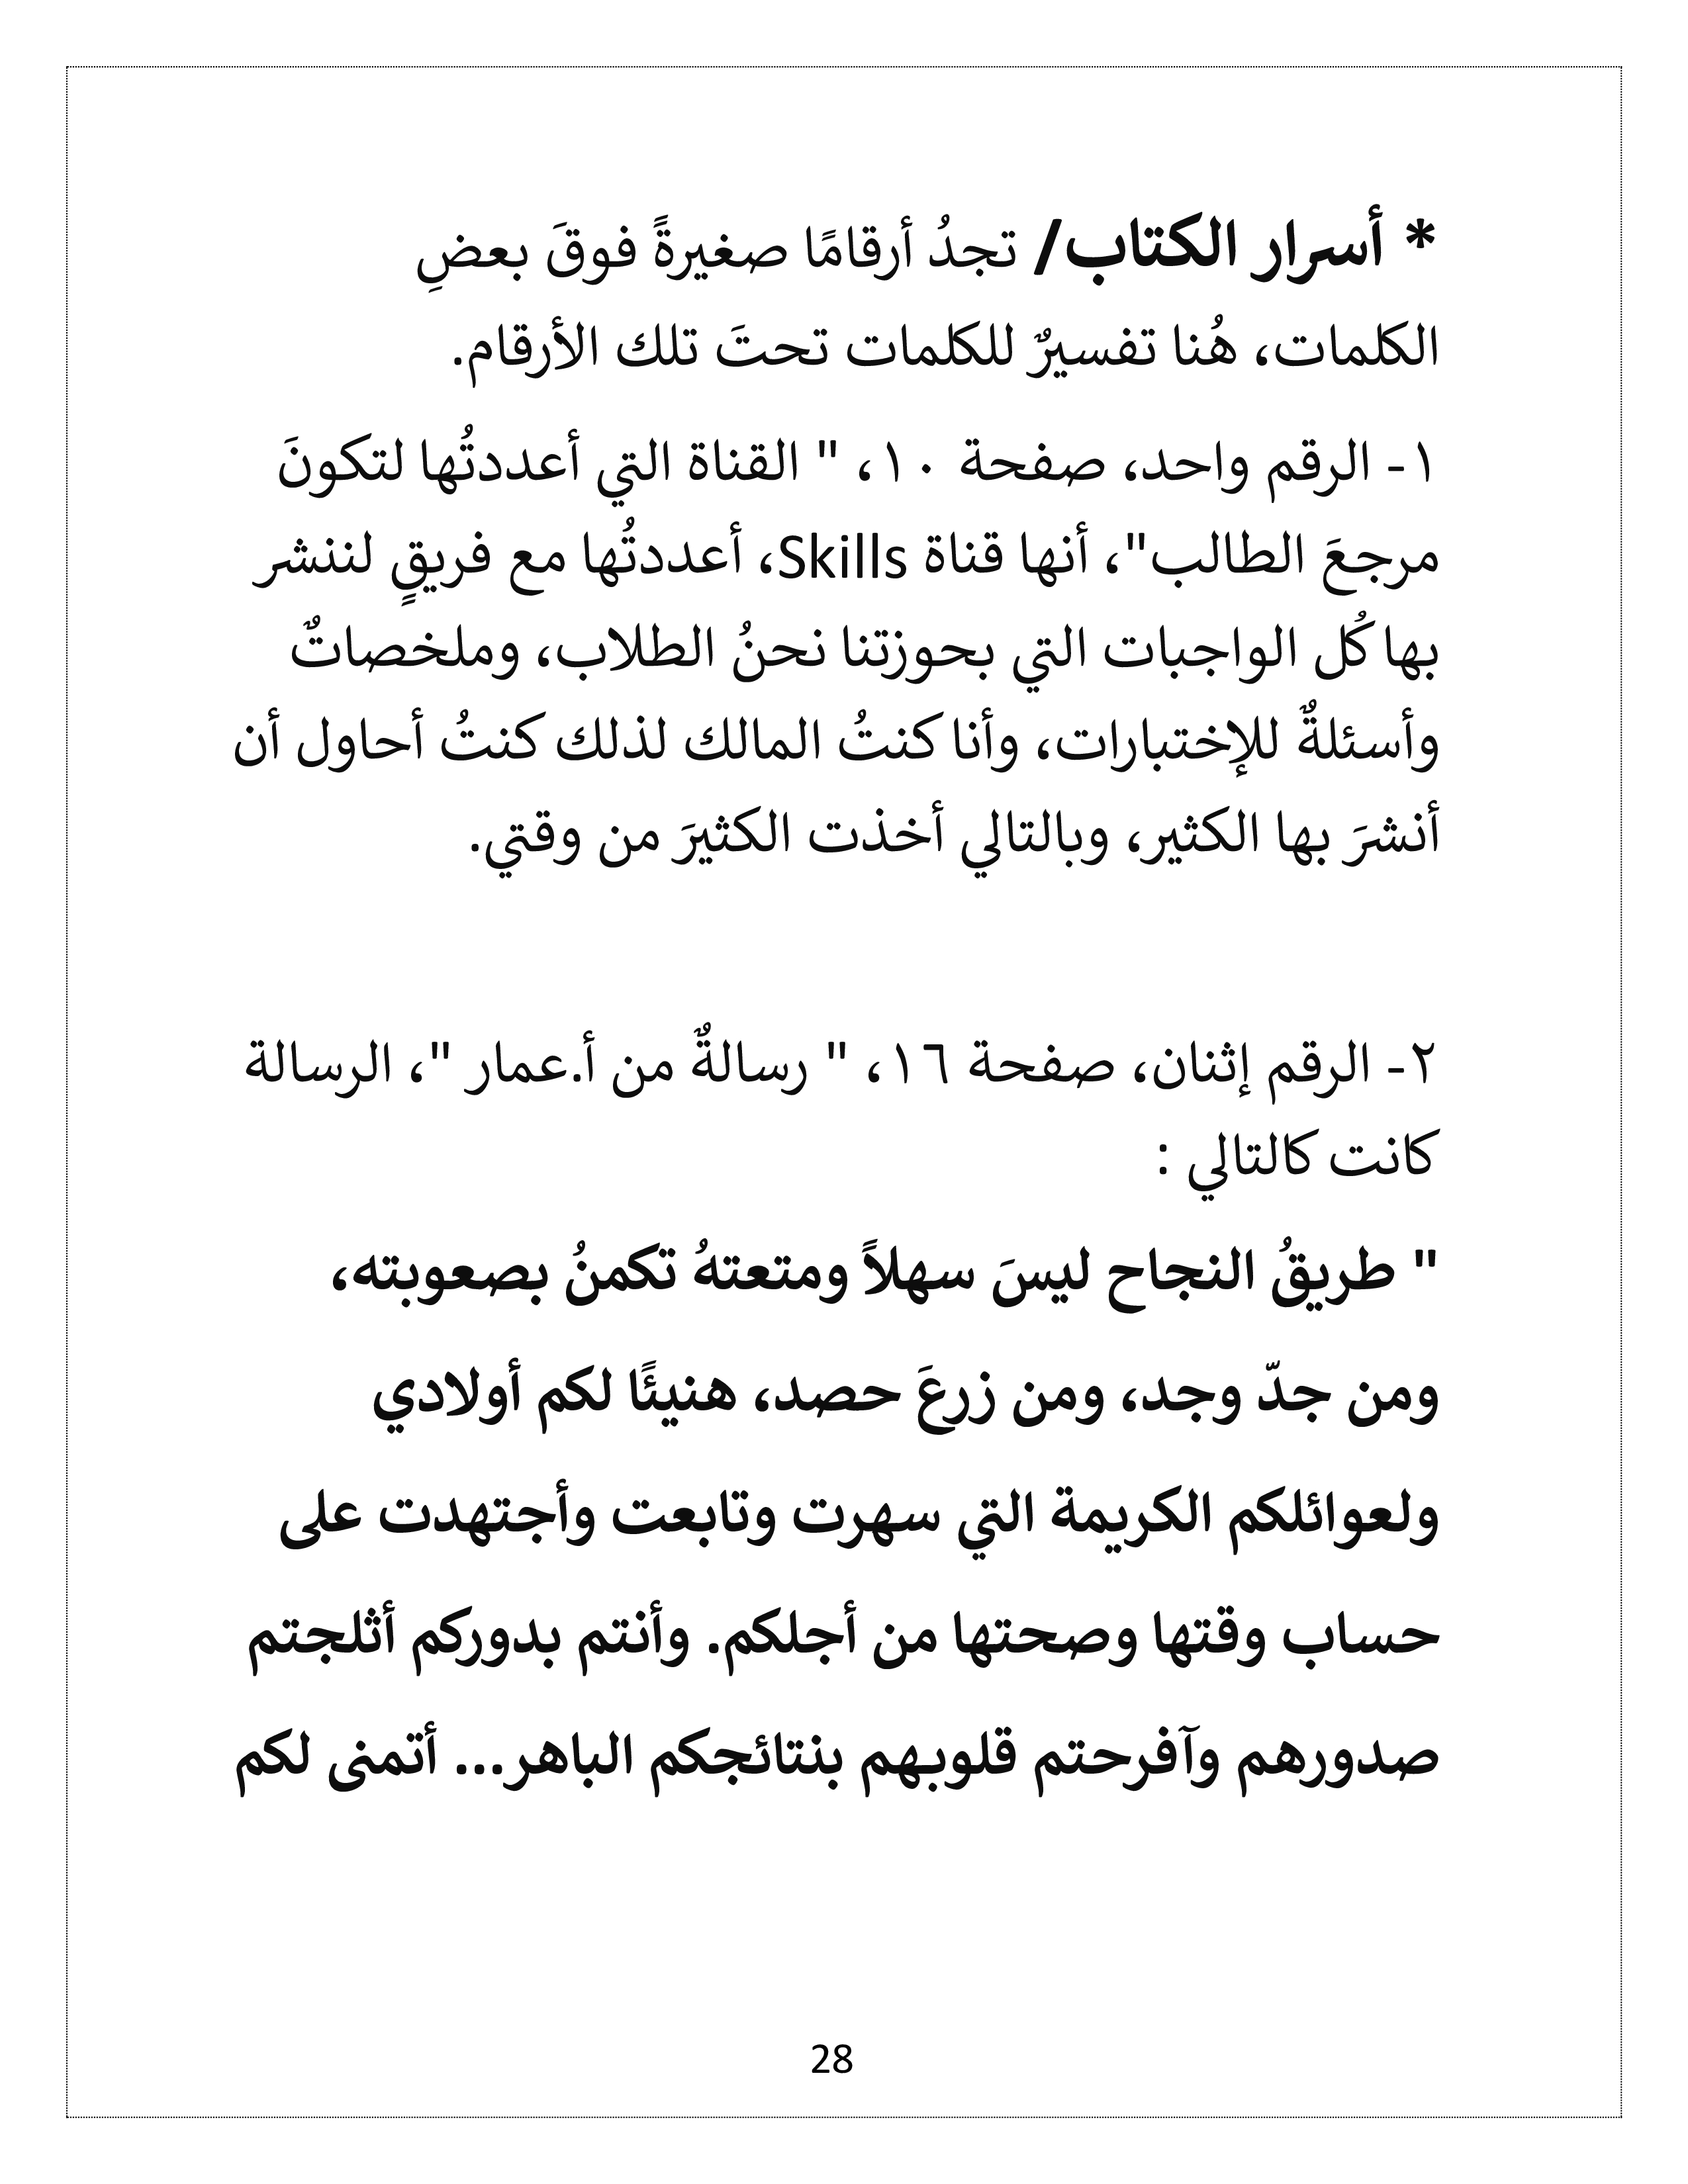 * أسرار الكتاب/ تجدُ أرقامًا صغيرةً فوقَ بعضِ
الكلمات، هُنا تفسيرٌ للكلمات تحتَ تلك الأرقام.
١- الرقم واحد، صفحة ١٠، " القناة التي أعددتُها لتكونَ
مرجعَ الطالب"، أنها قناة Skills، أعددتُها مع فريقٍ لننشر
بها كُل الواجبات التي بحوزتنا نحنُ الطلاب، وملخصاتٌ
وأسئلةٌ للإختبارات، وأنا كنتُ المالك لذلك كنتُ أحاول أن
أنشرَ بها الكثير، وبالتالي أخذت الكثيرَ من وقتي.
٢- الرقم إثنان، صفحة ١٦، " رسالةٌ من أ.عمار "، الرسالة
كانت كالتالي :
" طريقُ النجاح ليسَ سهلاً ومتعتهُ تكمنُ بصعوبته،
ومن جدّ وجد، ومن زرعَ حصد، هنيئًا لكم أولادي
ولعوائلكم الكريمة التي سهرت وتابعت وأجتهدت على
حساب وقتها وصحتها من أجلكم. وأنتم بدوركم أثلجتم
صدورهم وآفرحتم قلوبهم بنتائجكم الباهر... أتمنى لكم
28